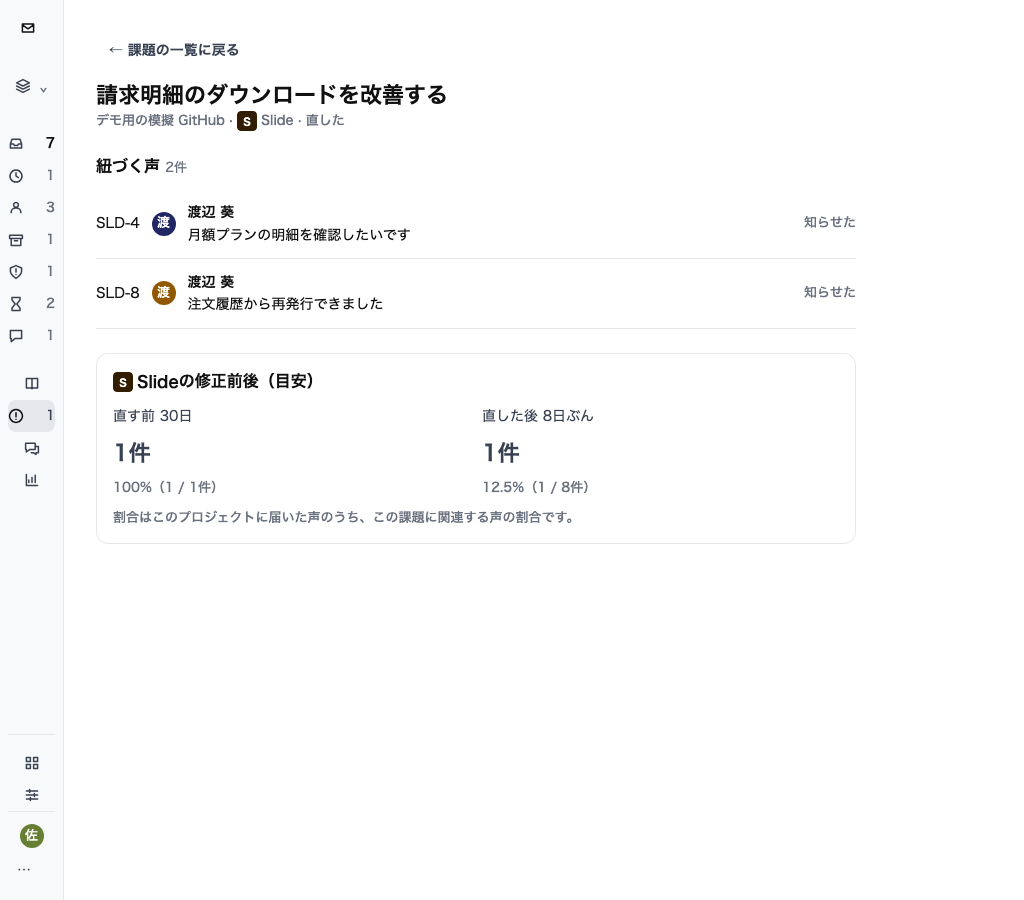 ← 課題の一覧に戻る
請求明細のダウンロードを改善する
デモ用の模擬 GitHub · S Slide · 直した
紐づく声 2件
SLD-4 渡 渡辺 葵 知らせた
月額プランの明細を確認したいです
SLD-8 渡 渡辺 葵 知らせた
注文履歴から再発行できました
S Slideの修正前後（目安）
直す前 30日 直した後 8日ぶん
1件 1件
100%（1 / 1件） 12.5%（1 / 8件）
割合はこのプロジェクトに届いた声のうち、この課題に関連する声の割合です。
7
1
3
1
1
2
1
1
佐
…